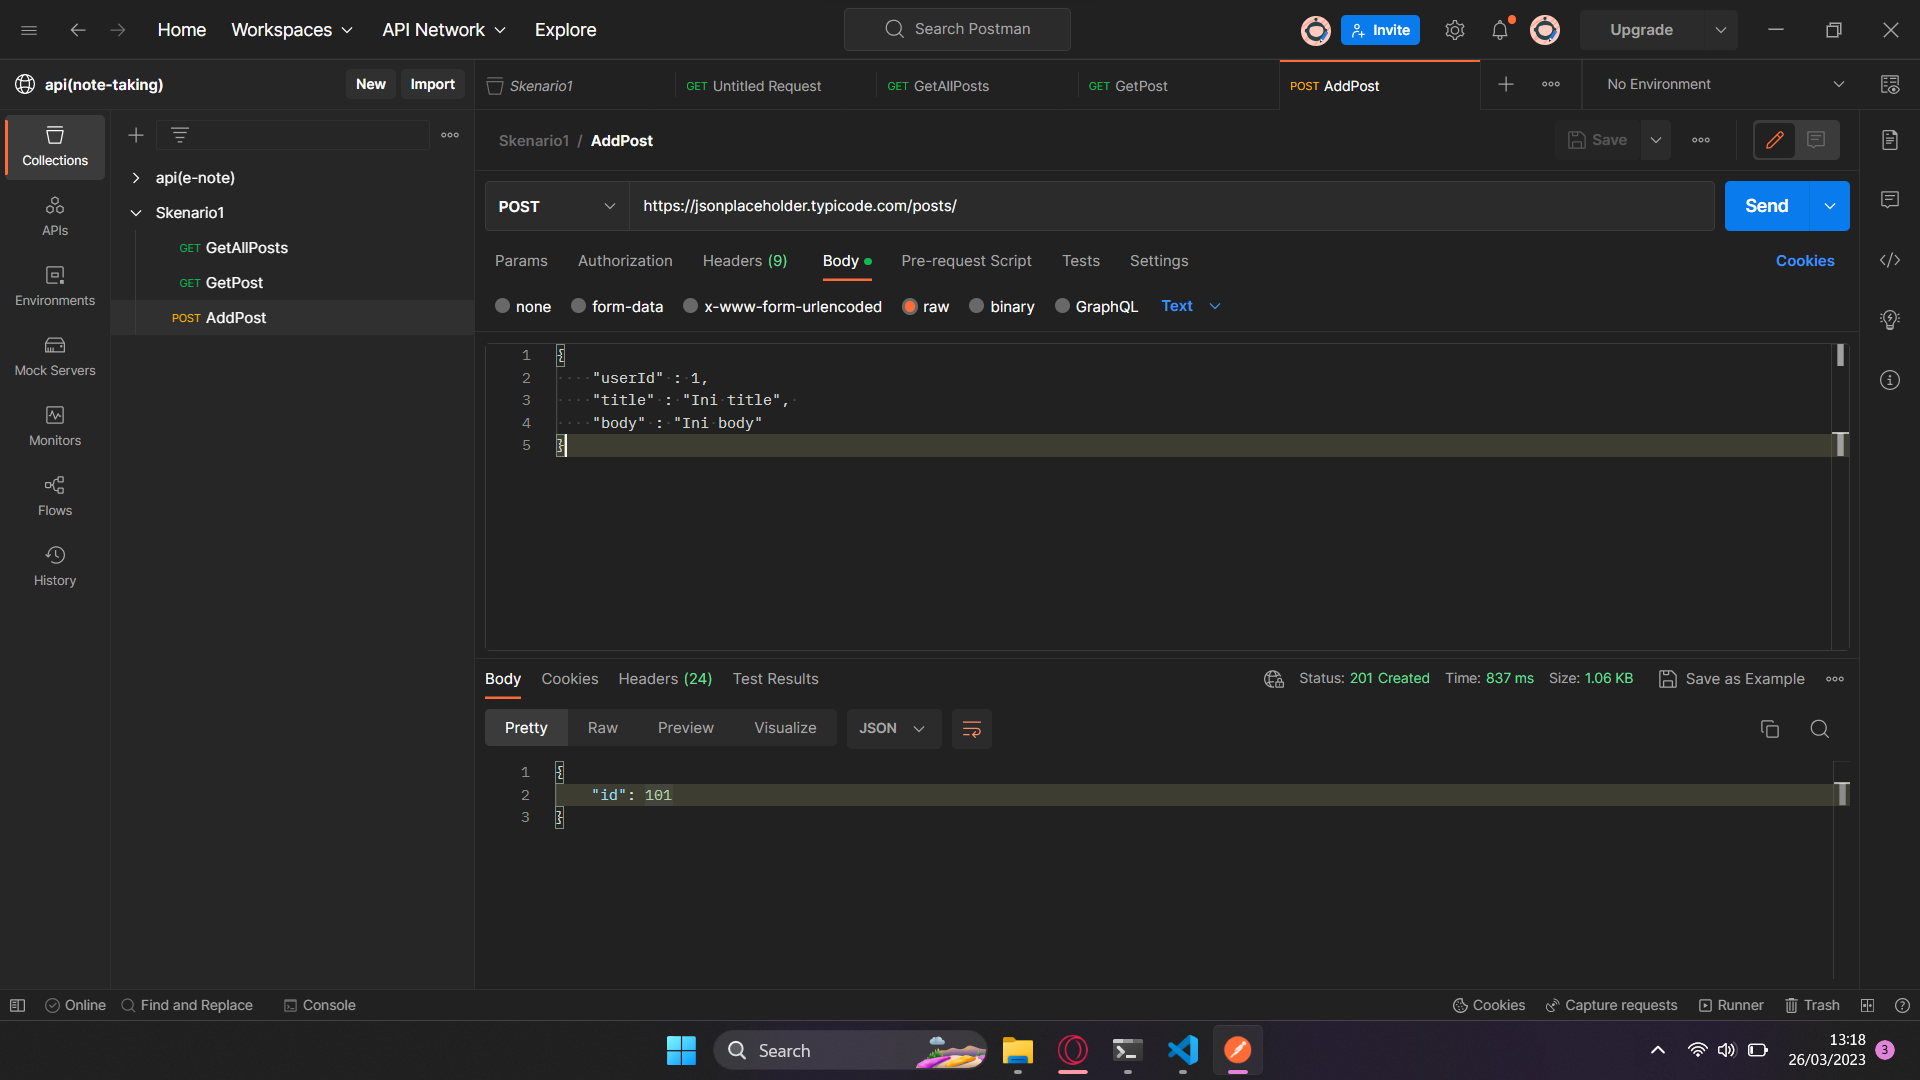 Home Workspaces API Network Explore Search Postman Invite Upgrade
api(note-taking) New Import Skenario1 GET Untitled Request GET GetAllPosts GET GetPost POST AddPost No Environment
Collections
APIs
Environments
Mock Servers
Monitors
Flows
History
api(e-note)
Skenario1
GET GetAllPosts
GET GetPost
POST AddPost
Skenario1 / AddPost Save
POST https://jsonplaceholder.typicode.com/posts/ Send
Params Authorization Headers (9) Body Pre-request Script Tests Settings Cookies
none form-data x-www-form-urlencoded raw binary GraphQL Text
1 {
2 "userId" : 1,
3 "title" : "Ini title",
4 "body" : "Ini body"
5 }
Body Cookies Headers (24) Test Results Status: 201 Created Time: 837 ms Size: 1.06 KB Save as Example
Pretty Raw Preview Visualize JSON
1 {
2 "id": 101
3 }
Online Find and Replace Console Cookies Capture requests Runner Trash
Search 13:18
26/03/2023 3